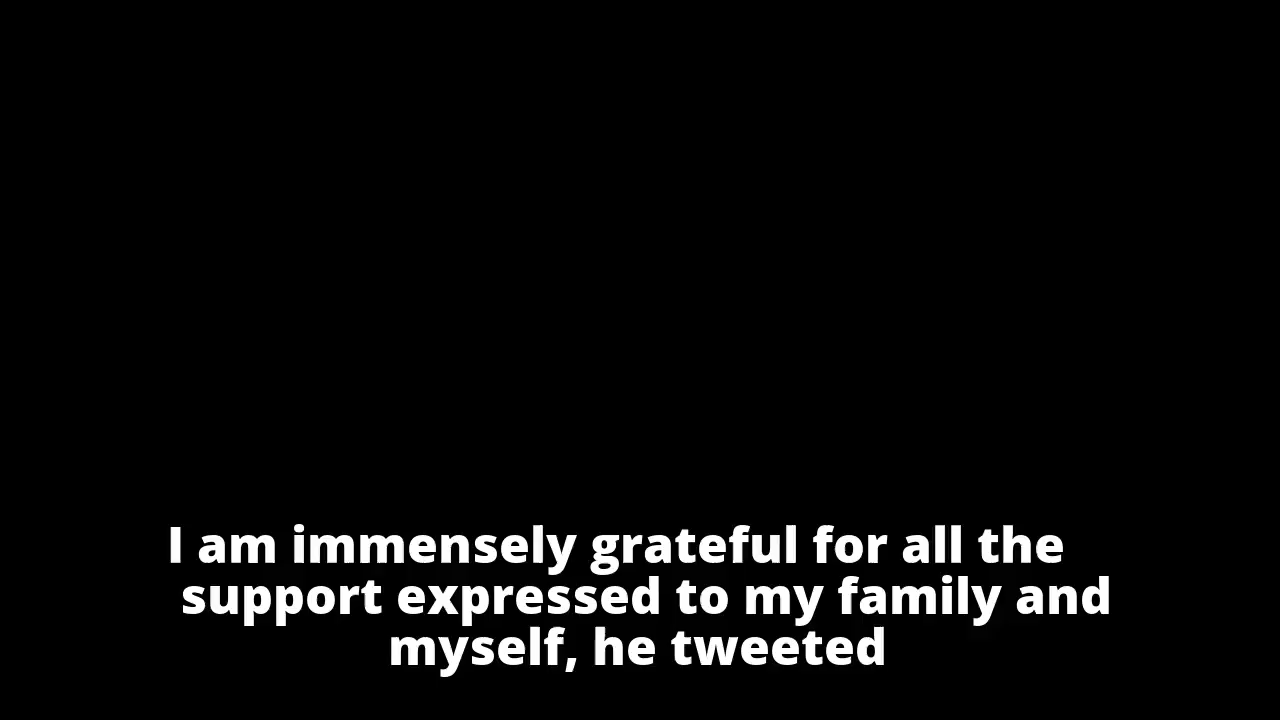 I am immensely grateful for all the
support expressed to my family and
myself, he tweeted